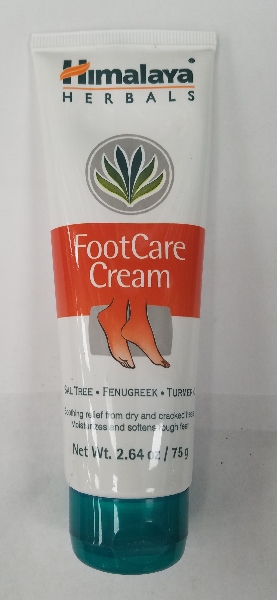 Himalaya
HERBALS
FootCare
Cream
SAL TREE • FENUGREEK •
Soothing relief from dry and cracked
Moisturizes and softens rough feet
Net Wt. 2.64 oz / 75 g